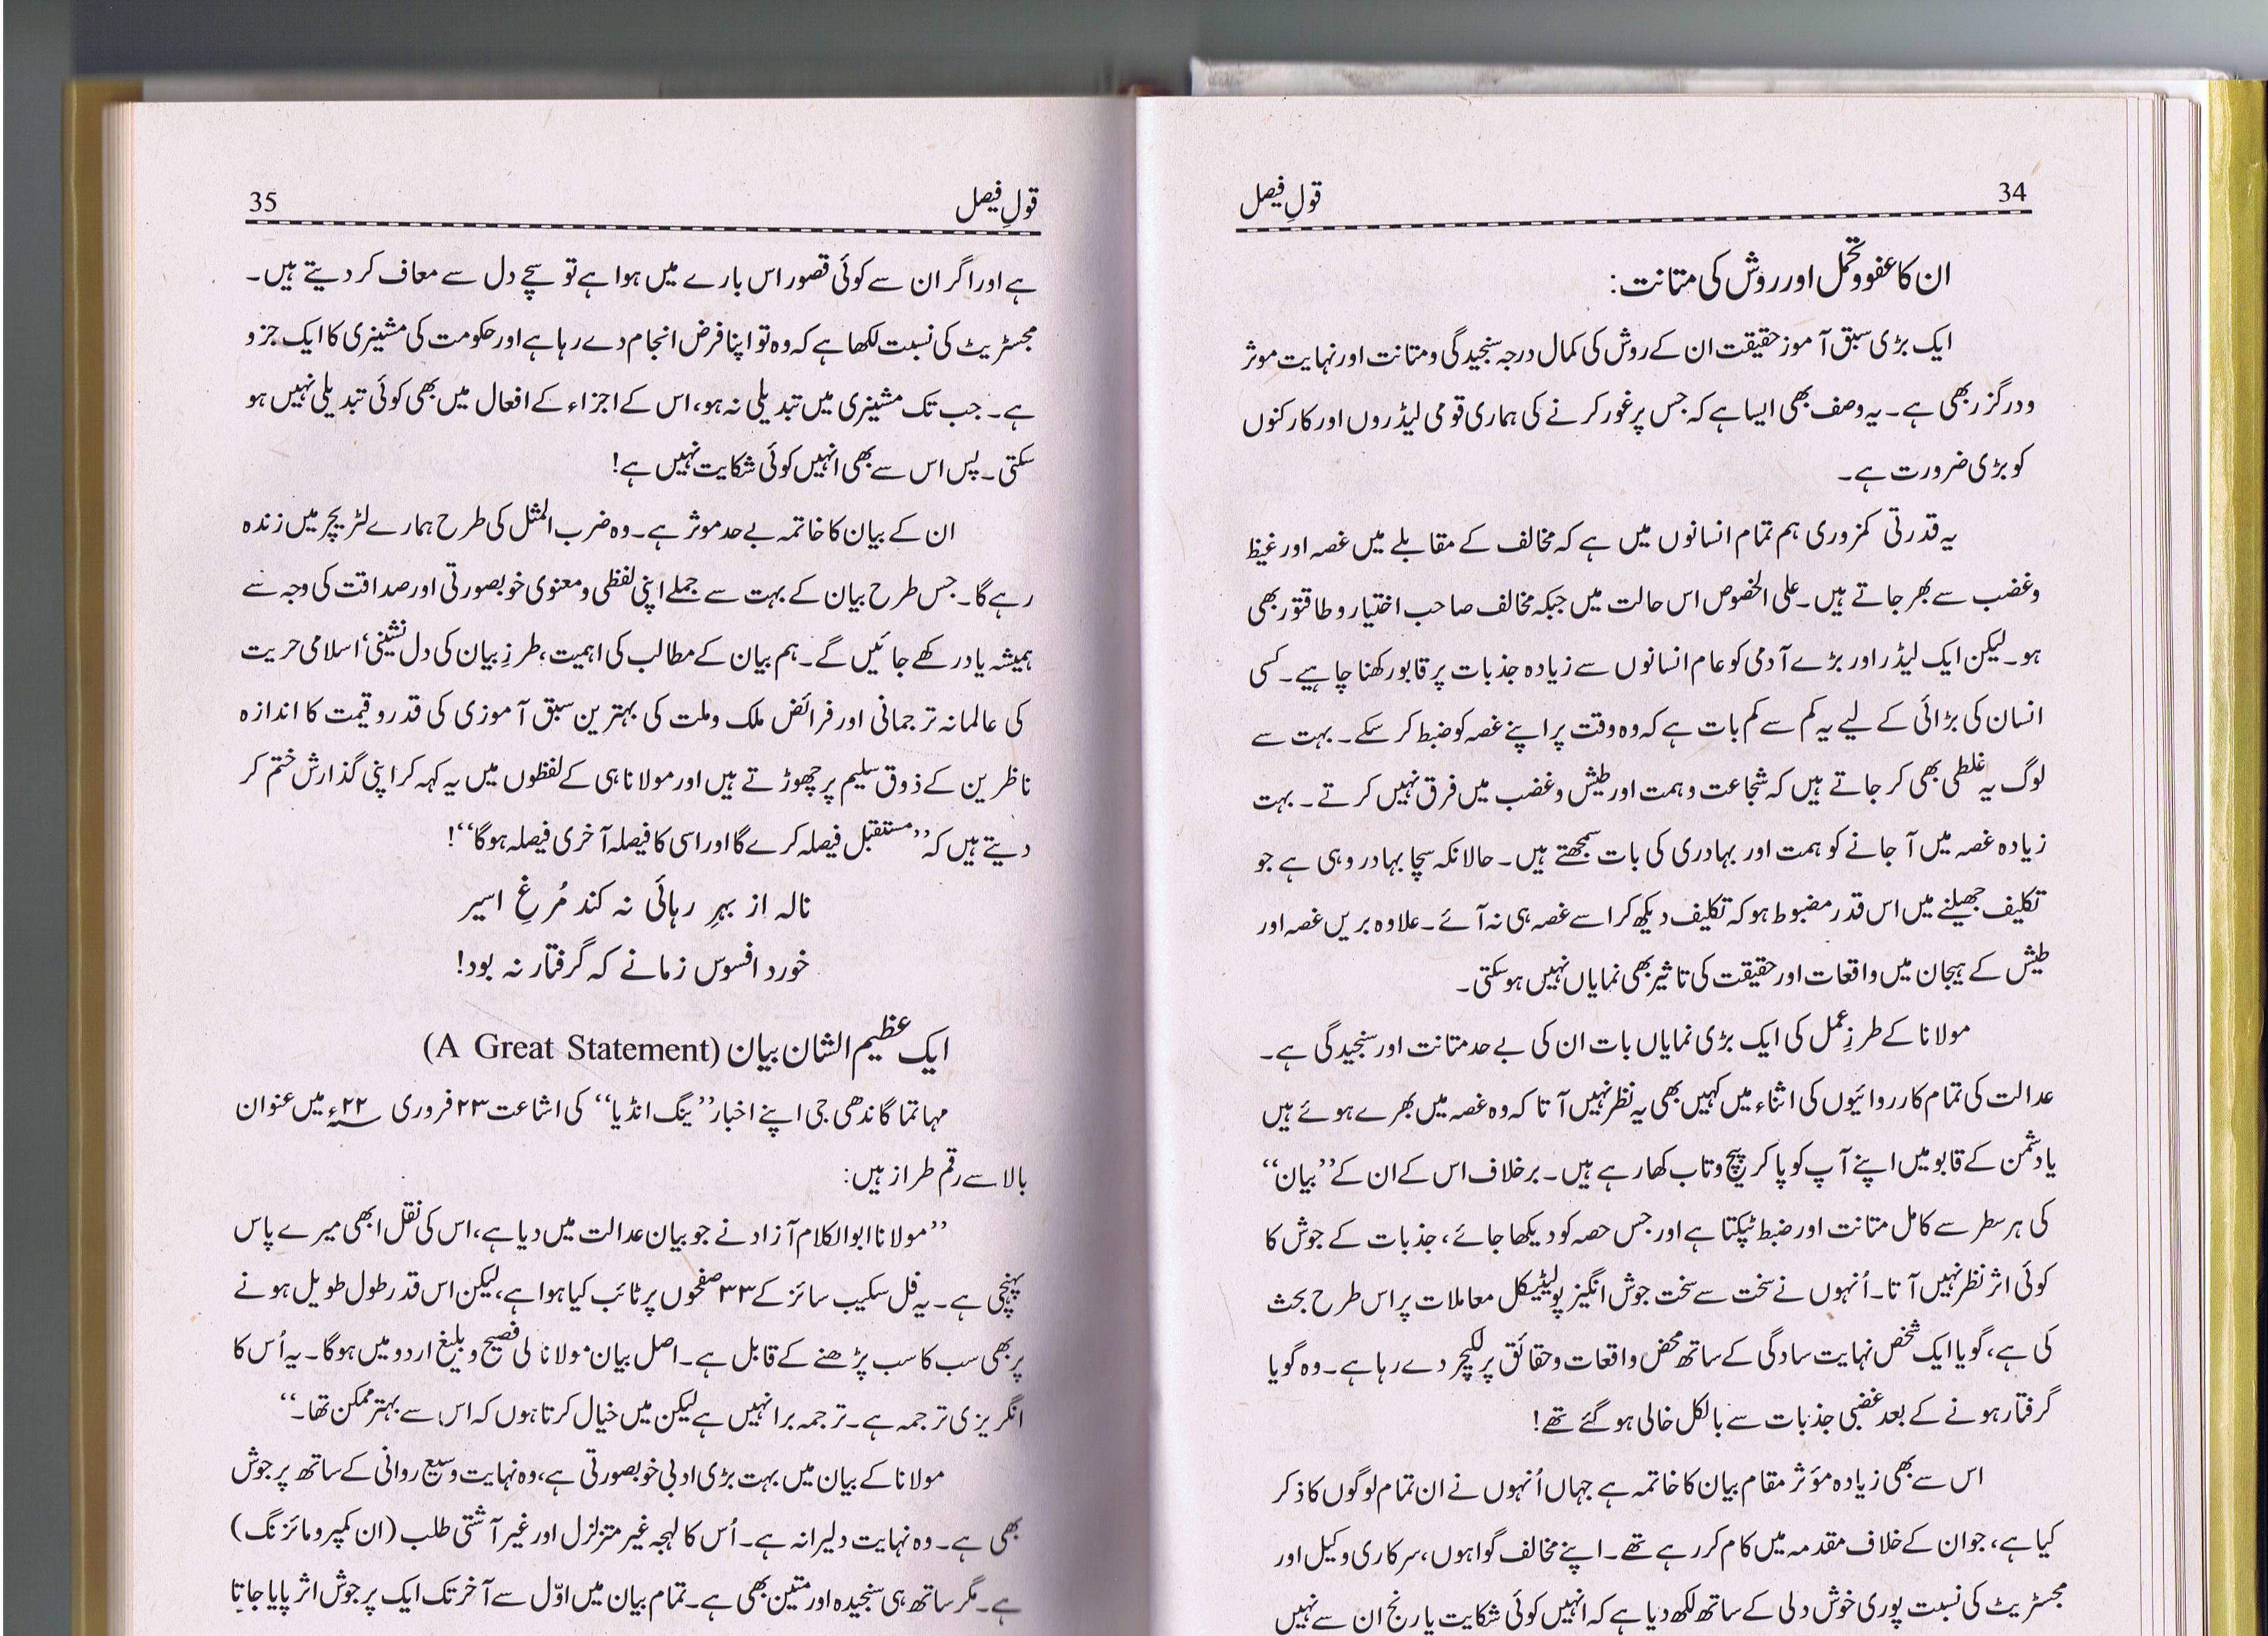 34
قولِ فیصل
ان کا عفو و تحمل اور روش کی متانت:
ایک بڑی سبق آموز حقیقت ان کے روش کی کمال درجہ سنجیدگی و متانت اور نہایت موثر
و درگزر بھی ہے۔ یہ وصف بھی ایسا ہے کہ جس پر غور کرنے کی ہماری قومی لیڈروں اور کارکنوں
کو بڑی ضرورت ہے۔
یہ قدرتی کمزوری ہم تمام انسانوں میں ہے کہ مخالف کے مقابلے میں غصہ اور غیظ
و غضب سے بھر جاتے ہیں۔ علی الخصوص اس حالت میں جبکہ مخالف صاحب اختیار و طاقتور بھی
ہو۔ لیکن ایک لیڈر اور بڑے آدمی کو عام انسانوں سے زیادہ جذبات پر قابو رکھنا چاہیے۔ کسی
انسان کی بڑائی کے لیے یہ کم سے کم بات ہے کہ وہ وقت پر اپنے غصہ کو ضبط کر سکے۔ بہت سے
لوگ یہ غلطی بھی کر جاتے ہیں کہ شجاعت و ہمت اور طیش و غضب میں فرق نہیں کرتے۔ بہت
زیادہ غصہ میں آ جانے کو ہمت اور بہادری کی بات سمجھتے ہیں۔ حالانکہ سچا بہادر وہی ہے جو
تکلیف جھیلنے میں اس قدر مضبوط ہو کہ تکلیف دیکھ کر اسے غصہ ہی نہ آئے۔ علاوہ بریں غصہ اور
طیش کے ہیجان میں واقعات اور حقیقت کی تاثیر بھی نمایاں نہیں ہو سکتی۔
مولانا کے طرزِ عمل کی ایک بڑی نمایاں بات ان کی بے حد متانت اور سنجیدگی ہے۔
عدالت کی تمام کارروائیوں کی اثناء میں کہیں بھی یہ نظر نہیں آتا کہ وہ غصہ میں بھرے ہوئے ہیں
یا دشمن کے قابو میں اپنے آپ کو پا کر پیچ و تاب کھا رہے ہیں۔ برخلاف اس کے ان کے ’’بیان‘‘
کی ہر سطر سے کامل متانت اور ضبط ٹپکتا ہے اور جس حصہ کو دیکھا جائے، جذبات کے جوش کا
کوئی اثر نظر نہیں آتا۔ اُنہوں نے سخت سے سخت جوش انگیز پولیٹیکل معاملات پر اس طرح بحث
کی ہے، گویا ایک شخص نہایت سادگی کے ساتھ محض واقعات و حقائق پر لکچر دے رہا ہے۔ وہ گویا
گرفتار ہونے کے بعد غضبی جذبات سے بالکل خالی ہو گئے تھے!
اس سے بھی زیادہ مؤثر مقام بیان کا خاتمہ ہے جہاں اُنہوں نے ان تمام لوگوں کا ذکر
کیا ہے، جو ان کے خلاف مقدمہ میں کام کر رہے تھے۔ اپنے مخالف گواہوں، سرکاری وکیل اور
مجسٹریٹ کی نسبت پوری خوش دلی کے ساتھ لکھ دیا ہے کہ انہیں کوئی شکایت یا رنج ان سے نہیں
قولِ فیصل
35
ہے اور اگر ان سے کوئی قصور اس بارے میں ہوا ہے تو سچے دل سے معاف کر دیتے ہیں۔
مجسٹریٹ کی نسبت لکھا ہے کہ وہ تو اپنا فرض انجام دے رہا ہے اور حکومت کی مشینری کا ایک جزو
ہے۔ جب تک مشینری میں تبدیلی نہ ہو، اس کے اجزاء کے افعال میں بھی کوئی تبدیلی نہیں ہو
سکتی۔ پس اس سے بھی انہیں کوئی شکایت نہیں ہے!
ان کے بیان کا خاتمہ بے حد موثر ہے۔ وہ ضرب المثل کی طرح ہمارے لٹریچر میں زندہ
رہے گا۔ جس طرح بیان کے بہت سے جملے اپنی لفظی و معنوی خوبصورتی اور صداقت کی وجہ سے
ہمیشہ یاد رکھے جائیں گے۔ ہم بیان کے مطالب کی اہمیت، طرزِ بیان کی دل نشینی، اسلامی حریت
کی عالمانہ ترجمانی اور فرائض ملک و ملت کی بہترین سبق آموزی کی قدر و قیمت کا اندازہ
ناظرین کے ذوق سلیم پر چھوڑتے ہیں اور مولانا ہی کے لفظوں میں یہ کہہ کر اپنی گذارش ختم کر
دیتے ہیں کہ ’’مستقبل فیصلہ کرے گا اور اسی کا فیصلہ آخری فیصلہ ہوگا‘‘!
نالہ از بہرِ رہائی نہ کند مُرغِ اسیر
خورد افسوس زمانے کہ گرفتار نہ بود!
ایک عظیم الشان بیان (A Great Statement)
مہاتما گاندھی جی اپنے اخبار ’’ینگ انڈیا‘‘ کی اشاعت ۲۳ فروری ۲۲ء میں عنوان
بالا سے رقم طراز ہیں:
’’مولانا ابوالکلام آزاد نے جو بیان عدالت میں دیا ہے، اس کی نقل ابھی میرے پاس
پہنچی ہے۔ یہ فل سکیپ سائز کے ۳۳ صفحوں پر ٹائپ کیا ہوا ہے، لیکن اس قدر طول طویل ہونے
پر بھی سب کا سب پڑھنے کے قابل ہے۔ اصل بیان مولانا کی فصیح و بلیغ اردو میں ہوگا۔ یہ اُس کا
انگریزی ترجمہ ہے۔ ترجمہ برا نہیں ہے لیکن میں خیال کرتا ہوں کہ اس سے بہتر ممکن تھا۔‘‘
مولانا کے بیان میں بہت بڑی ادبی خوبصورتی ہے، وہ نہایت وسیع روانی کے ساتھ پر جوش
بھی ہے۔ وہ نہایت دلیرانہ ہے۔ اُس کا لہجہ غیر متزلزل اور غیر آشتی طلب (ان کمپرومائزنگ)
ہے۔ مگر ساتھ ہی سنجیدہ اور متین بھی ہے۔ تمام بیان میں اوّل سے آخر تک ایک پر جوش اثر پایا جاتا